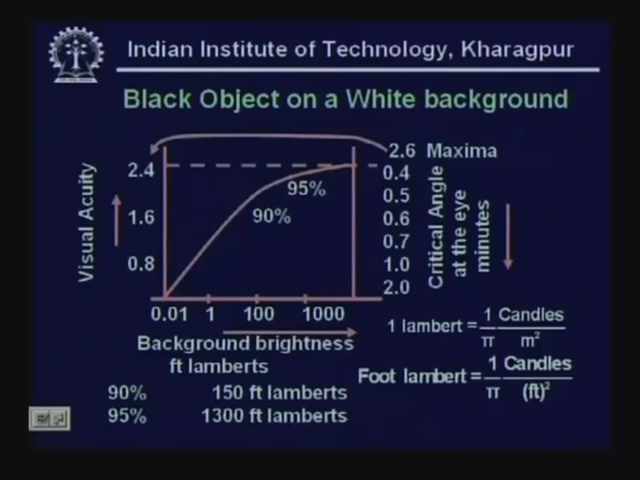 Indian Institute of Technology, Kharagpur
Black Object on a White background
2.6 Maxima
2.4
1.6
0.8
Visual Acuity
95%
90%
0.4
0.5
0.6
0.7
1.0
2.0
Critical Angle
at the eye
minutes
0.01 1 100 1000
Background brightness
ft lamberts
90% 150 ft lamberts
95% 1300 ft lamberts
1 lambert = 1/π Candles/m²
Foot lambert = 1/π Candles/(ft)²